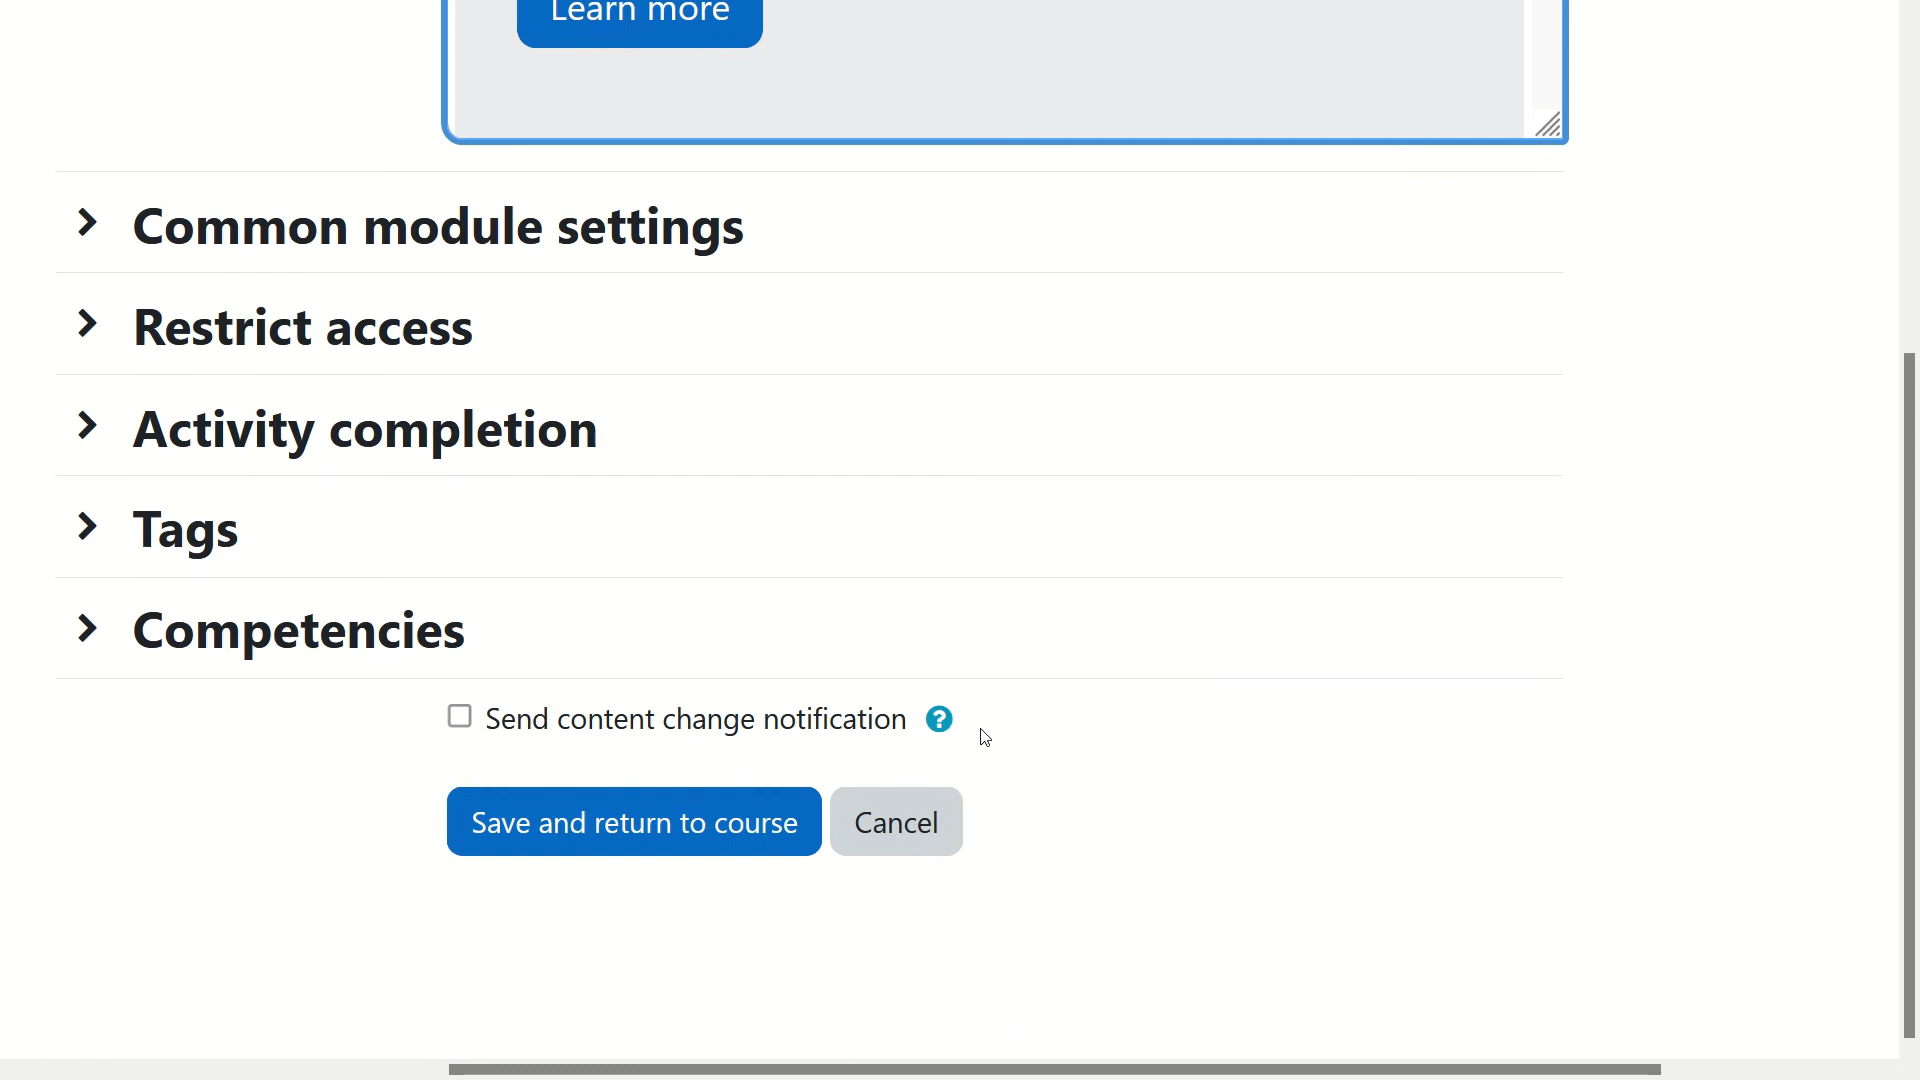 Learn more
Common module settings
Restrict access
Activity completion
Tags
Competencies
Send content change notification
Save and return to course
Cancel